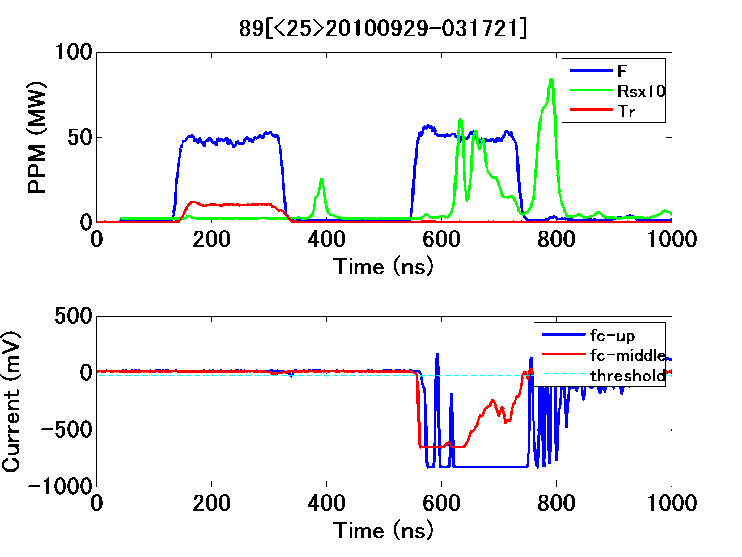 89[<25>20100929-031721]
PPM (MW)
100
50
0
F
Rsx10
Tr
0 200 400 600 800 1000
Time (ns)
Current (mV)
500
0
-500
-1000
fc-up
fc-middle
threshold
0 200 400 600 800 1000
Time (ns)